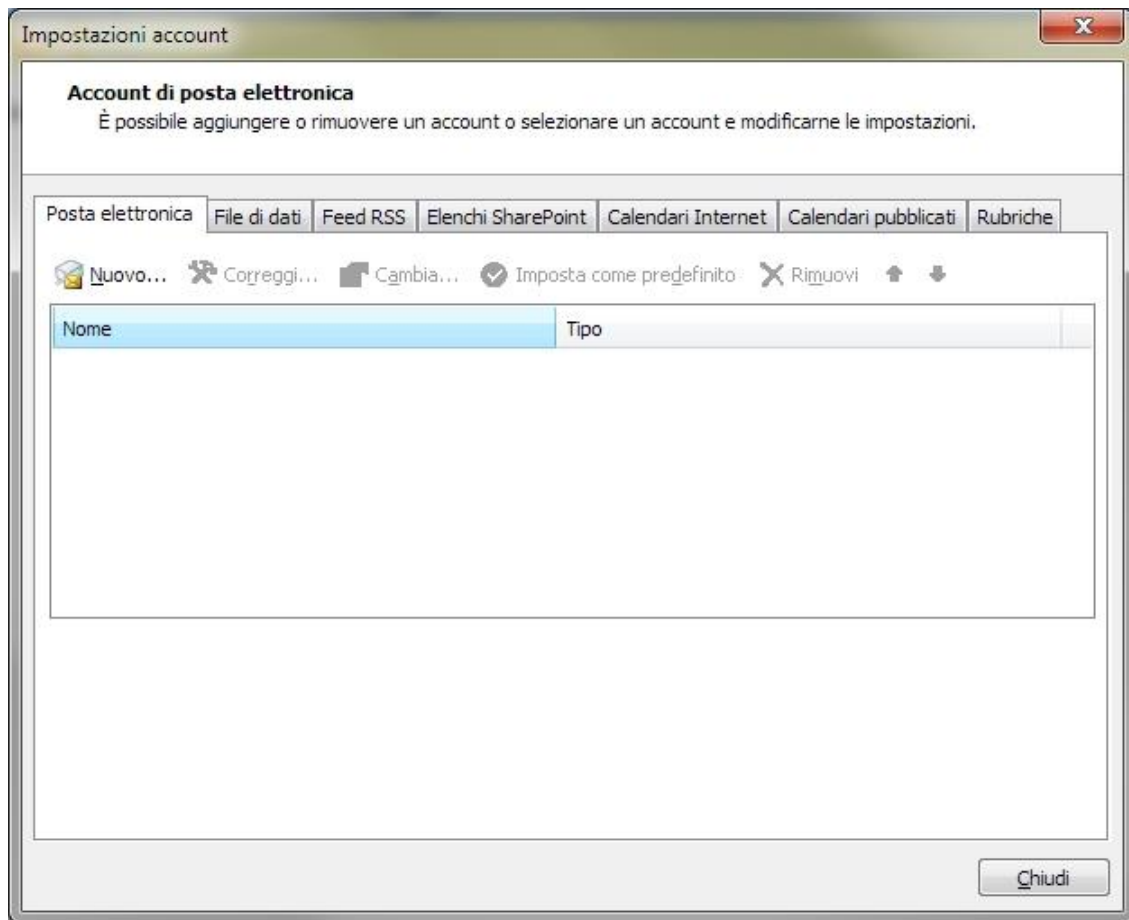 Impostazioni account
Account di posta elettronica
È possibile aggiungere o rimuovere un account o selezionare un account e modificarne le impostazioni.
Posta elettronica File di dati Feed RSS Elenchi SharePoint Calendari Internet Calendari pubblicati Rubriche
Nuovo... Correggi... Cambia... Imposta come predefinito Rimuovi
Nome Tipo
Chiudi